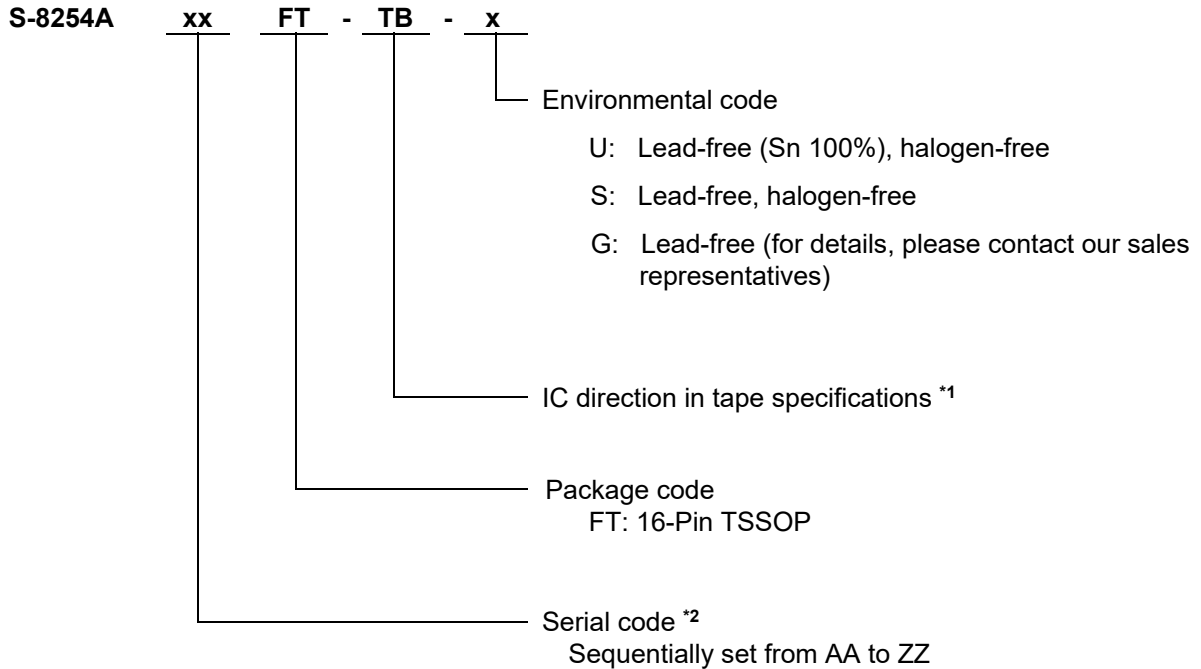 S-8254A xx FT - TB - x
Environmental code
U: Lead-free (Sn 100%), halogen-free
S: Lead-free, halogen-free
G: Lead-free (for details, please contact our sales
representatives)
IC direction in tape specifications *1
Package code
FT: 16-Pin TSSOP
Serial code *2
Sequentially set from AA to ZZ